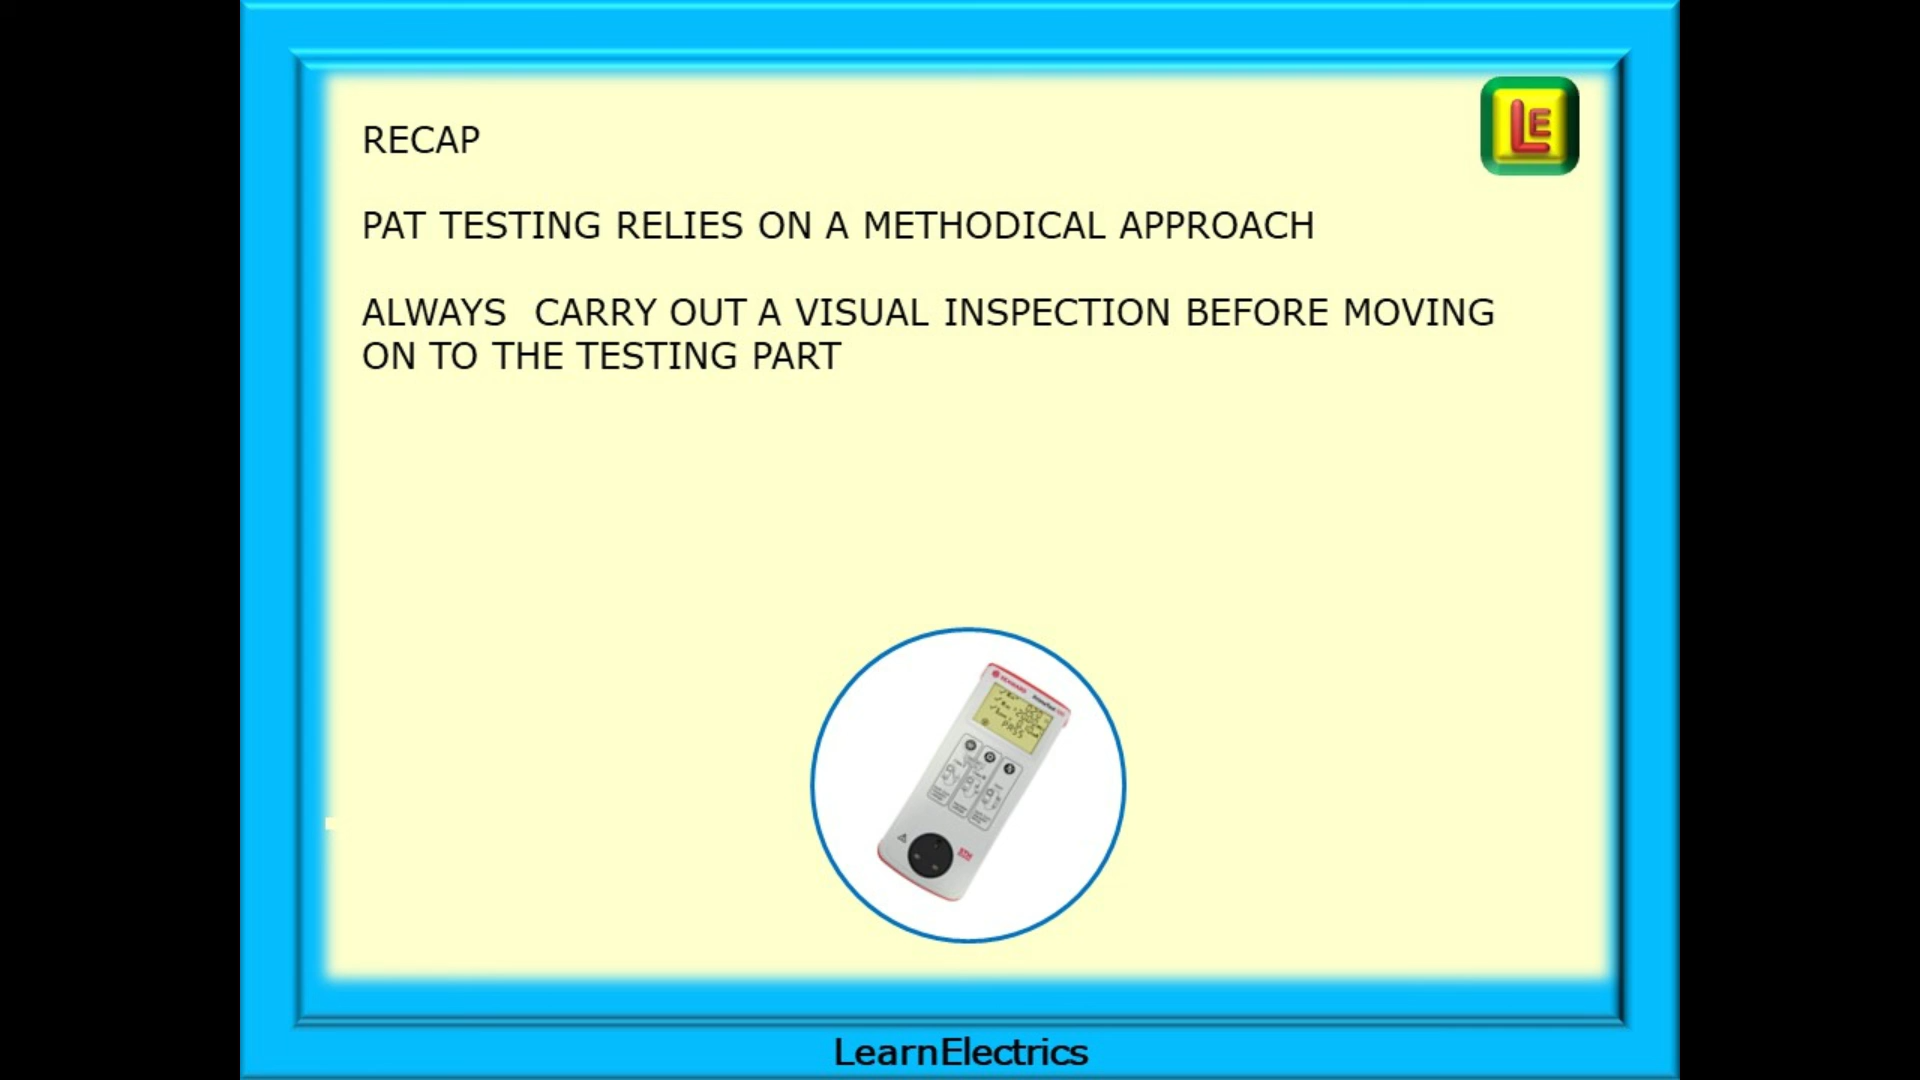 LE
RECAP
PAT TESTING RELIES ON A METHODICAL APPROACH
ALWAYS  CARRY OUT A VISUAL INSPECTION BEFORE MOVING
ON TO THE TESTING PART
PASS
LearnElectrics